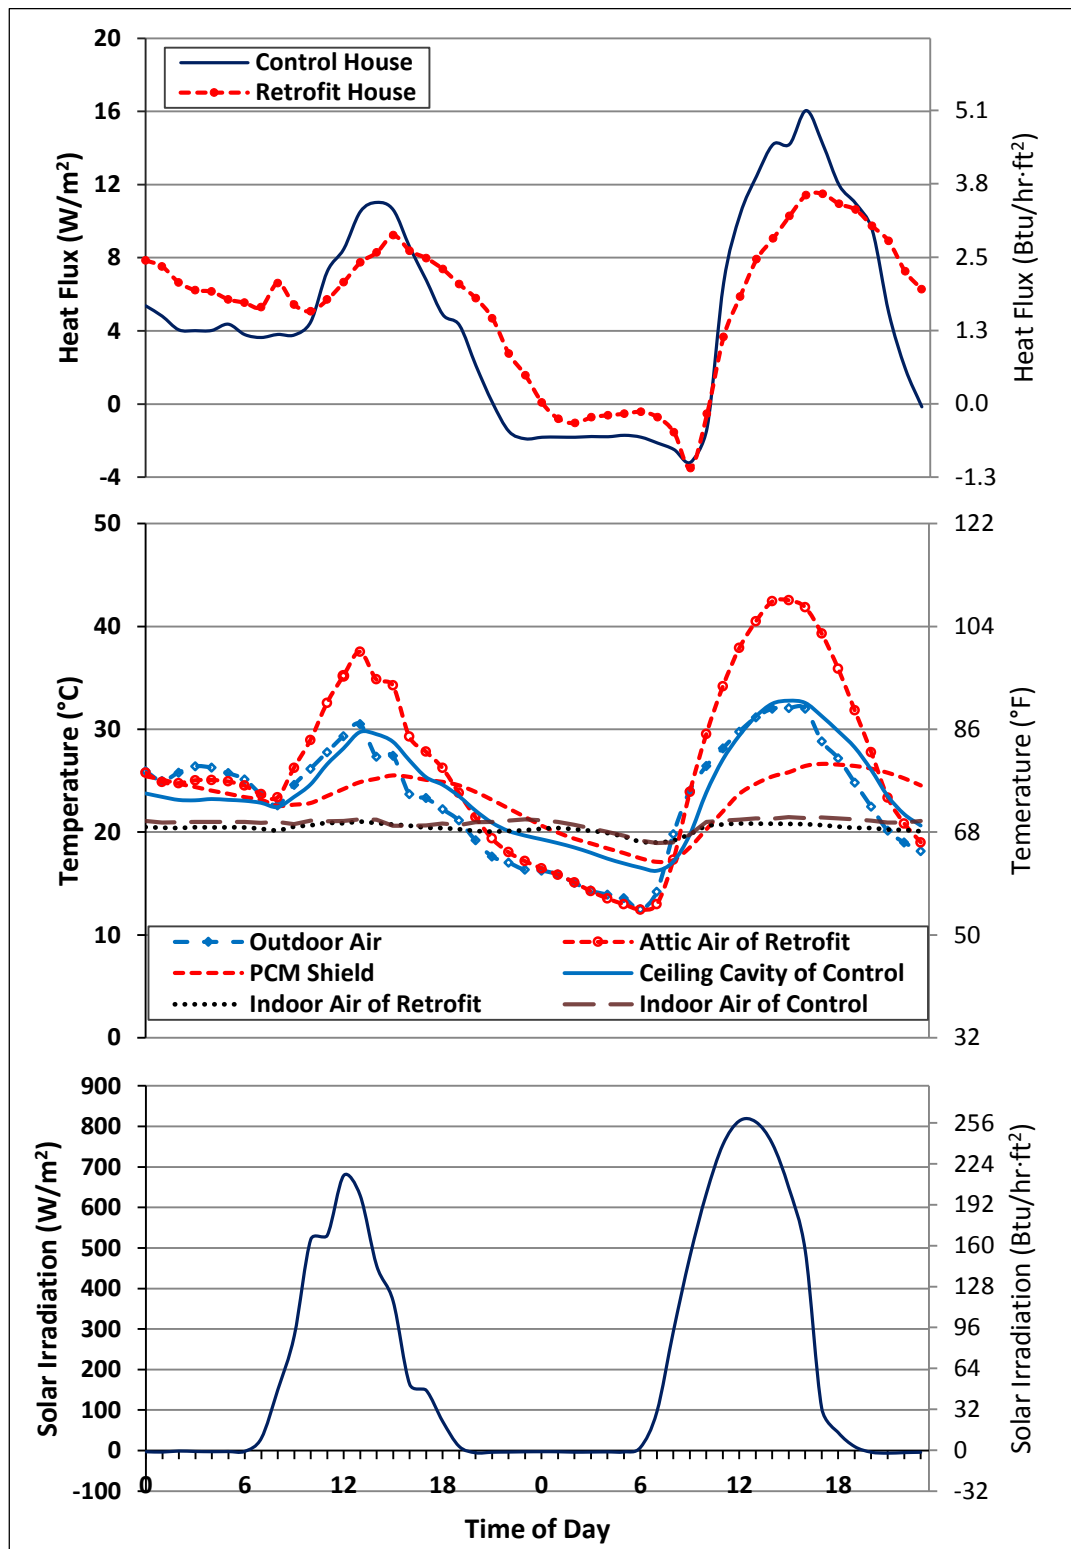 20
16
12
8
4
0
-4
Heat Flux (W/m²)
Control House
Retrofit House
5.1
3.8
2.5
1.3
0.0
-1.3
Heat Flux (Btu/hr·ft²)
50
40
30
20
10
0
Temperature (°C)
122
104
86
68
50
32
Temerature (°F)
Outdoor Air
Attic Air of Retrofit
PCM Shield
Ceiling Cavity of Control
Indoor Air of Retrofit
Indoor Air of Control
900
800
700
600
500
400
300
200
100
0
-100
Solar Irradiation (W/m²)
256
224
192
160
128
96
64
32
0
-32
Solar Irradiation (Btu/hr·ft²)
0 6 12 18 0 6 12 18
Time of Day